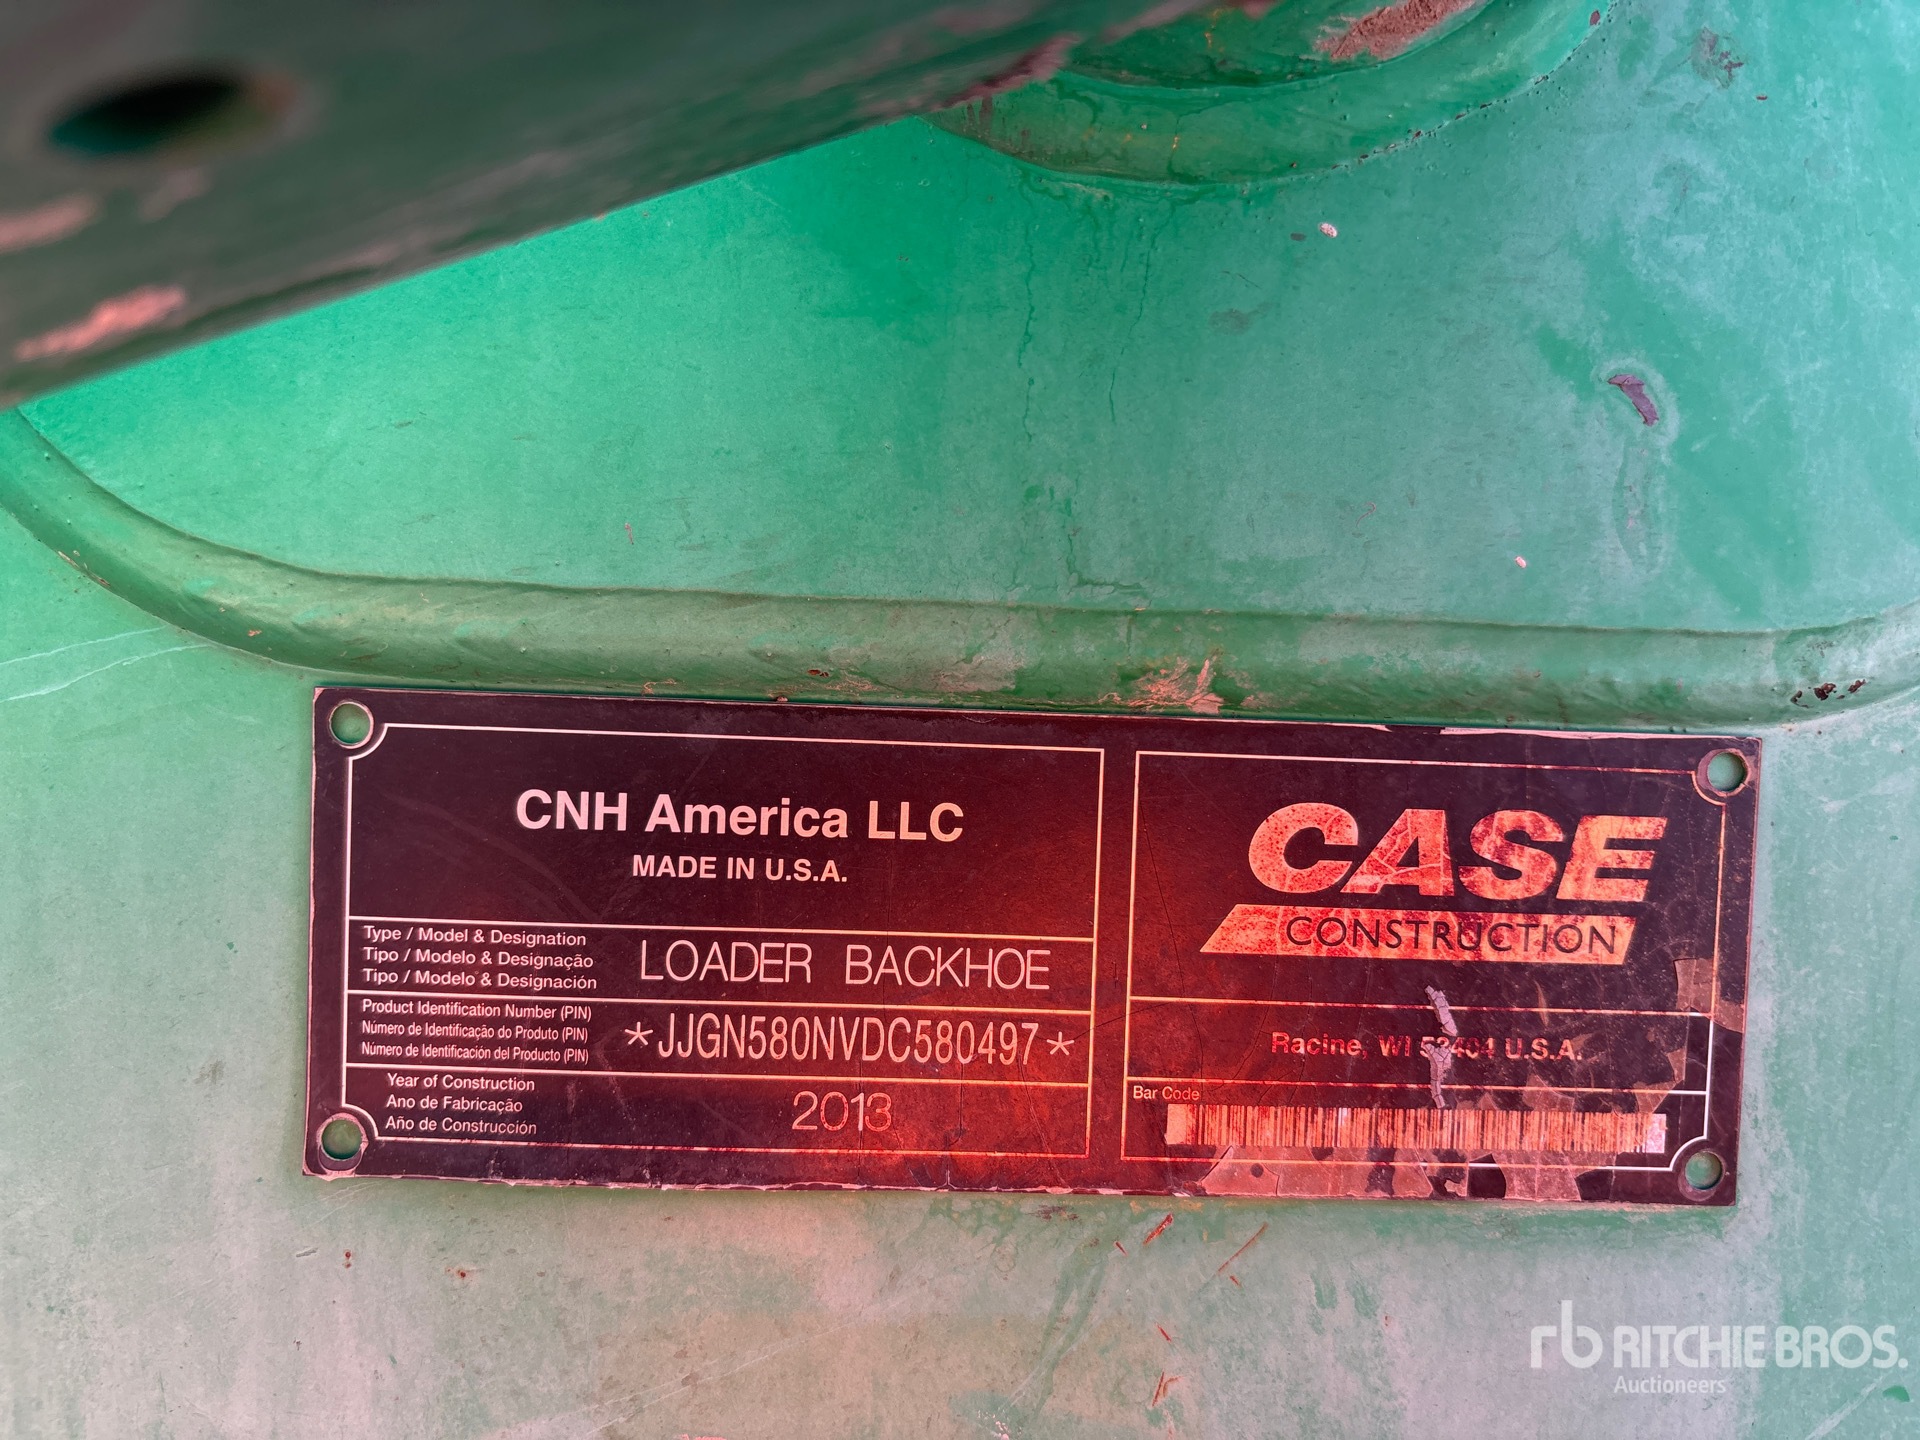 CNH America LLC
MADE IN U.S.A.
Type / Model & Designation
Tipo / Modelo & Designação
Tipo / Modelo & Designación
LOADER BACKHOE
Product Identification Number (PIN)
Número de Identificação do Produto (PIN)
Número de Identificación del Producto (PIN)
*JJGN580NVDC580497*
Year of Construction
Ano de Fabricação
Año de Construcción
2013
CASE
CONSTRUCTION
Racine, WI 53404 U.S.A.
Bar Code
rb RITCHIE BROS.
Auctioneers